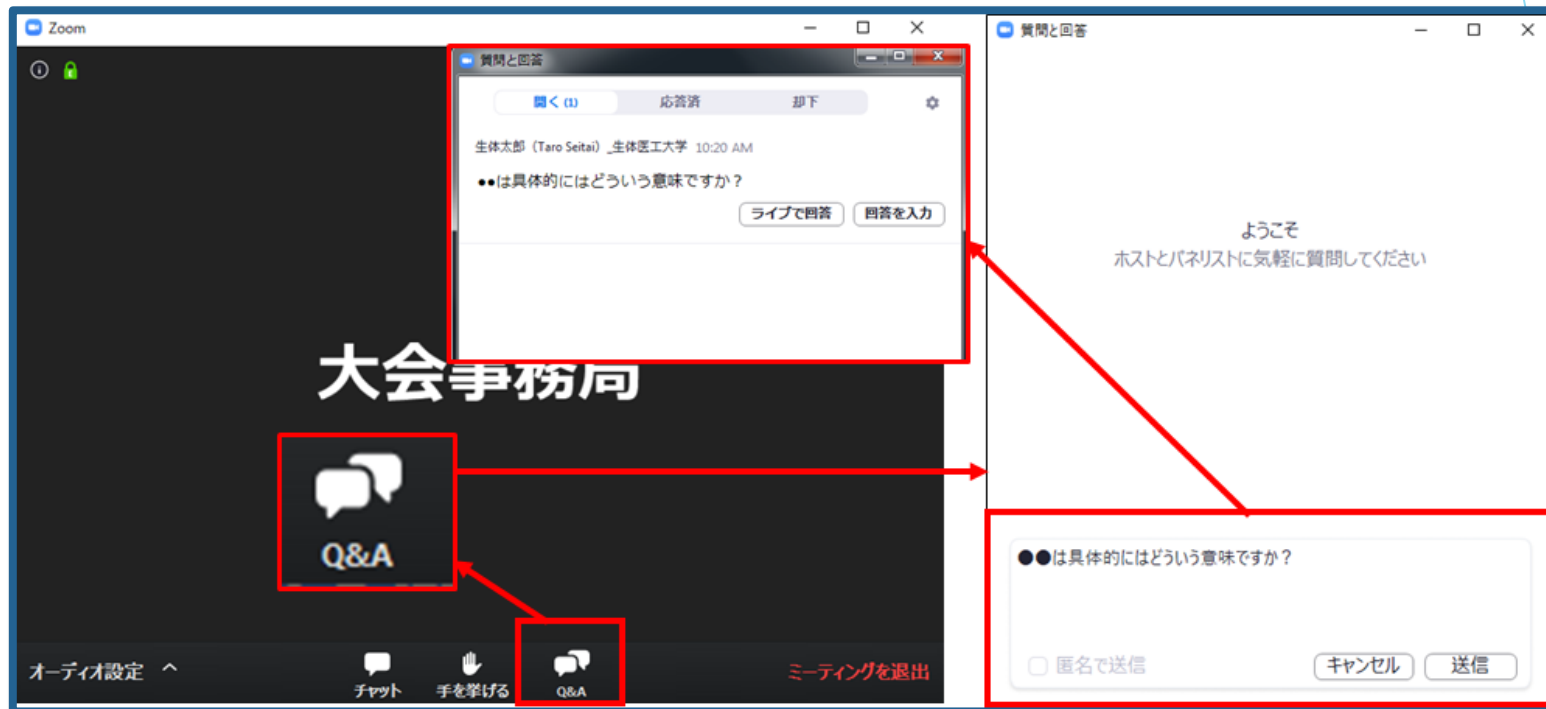 Zoom
質問と回答
開く (1) 応答済 却下
生体太郎（Taro Seitai）_生体医工大学 10:20 AM
●●は具体的にはどういう意味ですか？
ライブで回答 回答を入力
大会事務局
Q&A
オーディオ設定
チャット
手を挙げる
Q&A
ミーティングを退出
質問と回答
ようこそ
ホストとパネリストに気軽に質問してください
●●は具体的にはどういう意味ですか？
匿名で送信 キャンセル 送信